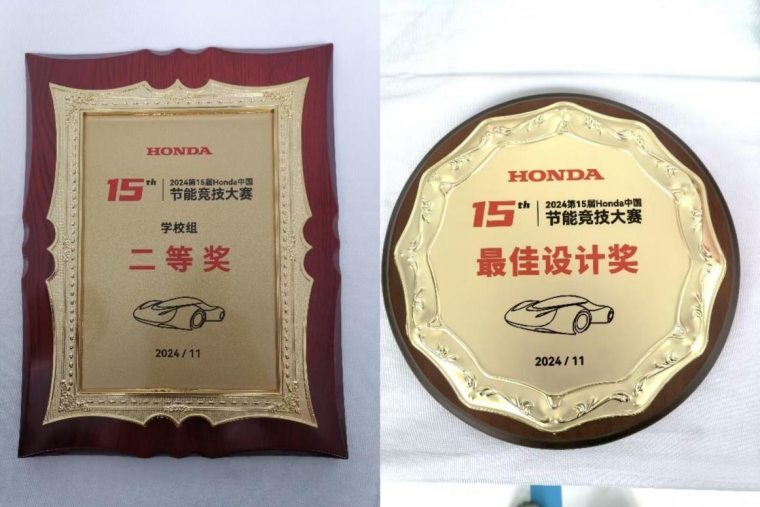 HONDA
15th
2024第15届Honda中国
节能竞技大赛
学校组
二等奖
2024 / 11
HONDA
15th
2024第15届Honda中国
节能竞技大赛
最佳设计奖
2024 / 11